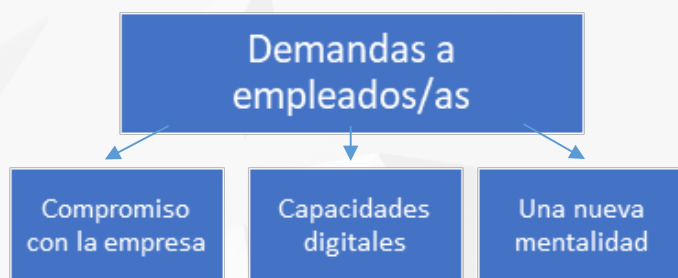 Demandas a
empleados/as
Compromiso
con la empresa
Capacidades
digitales
Una nueva
mentalidad